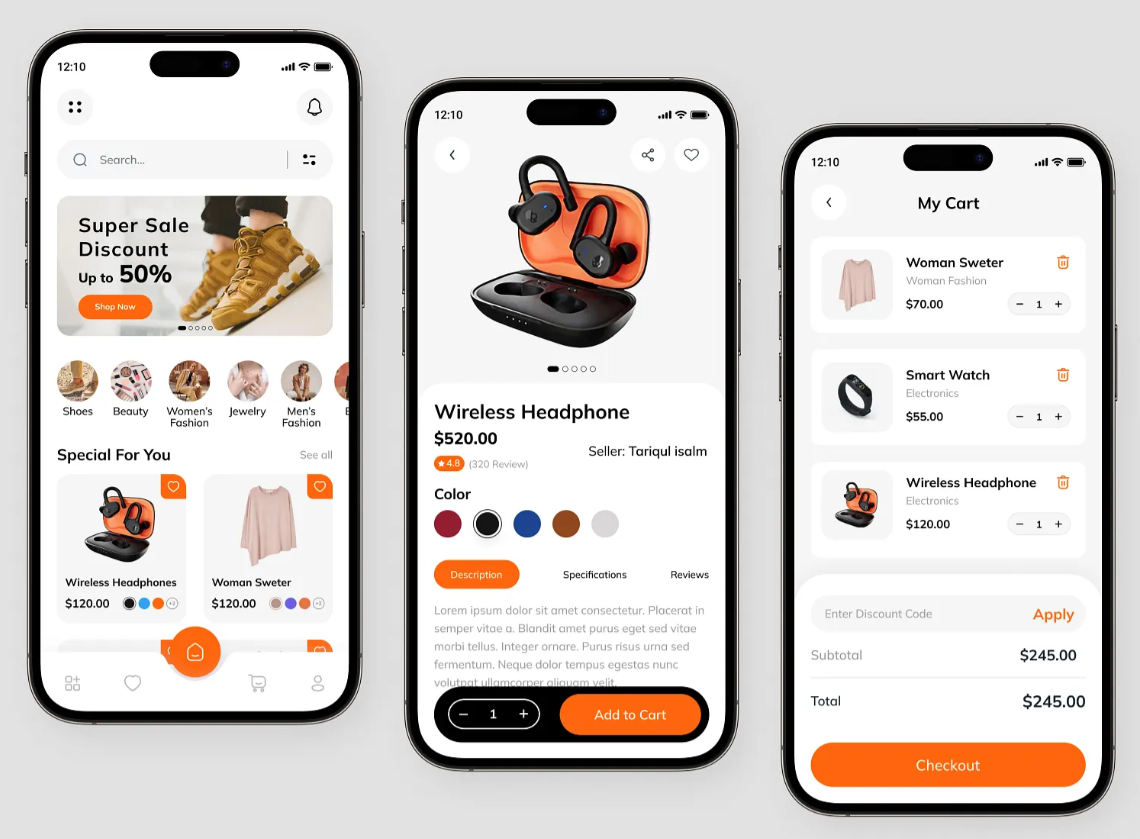 12:10
Search...
Super Sale
Discount
Up to 50%
Shop Now
Shoes
Beauty
Women's
Fashion
Jewelry
Men's
Fashion
E
Special For You
See all
Wireless Headphones
$120.00
+2
Woman Sweter
$120.00
+2
12:10
Wireless Headphone
$520.00
4.8 (320 Review)
Seller: Tariqul isalm
Color
Description
Specifications
Reviews
Lorem ipsum dolor sit amet consectetur. Placerat in
semper vitae a. Blandit amet purus eget sed vitae
morbi tellus. Integer ornare. Purus risus urna sed
fermentum. Neque dolor tempus egestas nunc
volutpat ullamcorper aliquam velit.
− 1 +
Add to Cart
12:10
My Cart
Woman Sweter
Woman Fashion
$70.00
− 1 +
Smart Watch
Electronics
$55.00
− 1 +
Wireless Headphone
Electronics
$120.00
− 1 +
Enter Discount Code
Apply
Subtotal
$245.00
Total
$245.00
Checkout